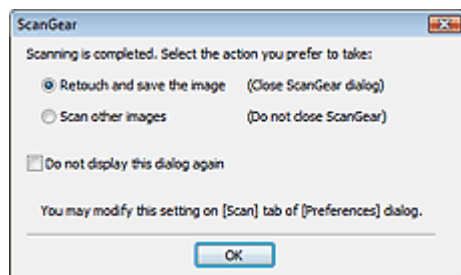 ScanGear
Scanning is completed. Select the action you prefer to take:
Retouch and save the image (Close ScanGear dialog)
Scan other images (Do not close ScanGear)
Do not display this dialog again
You may modify this setting on [Scan] tab of [Preferences] dialog.
OK